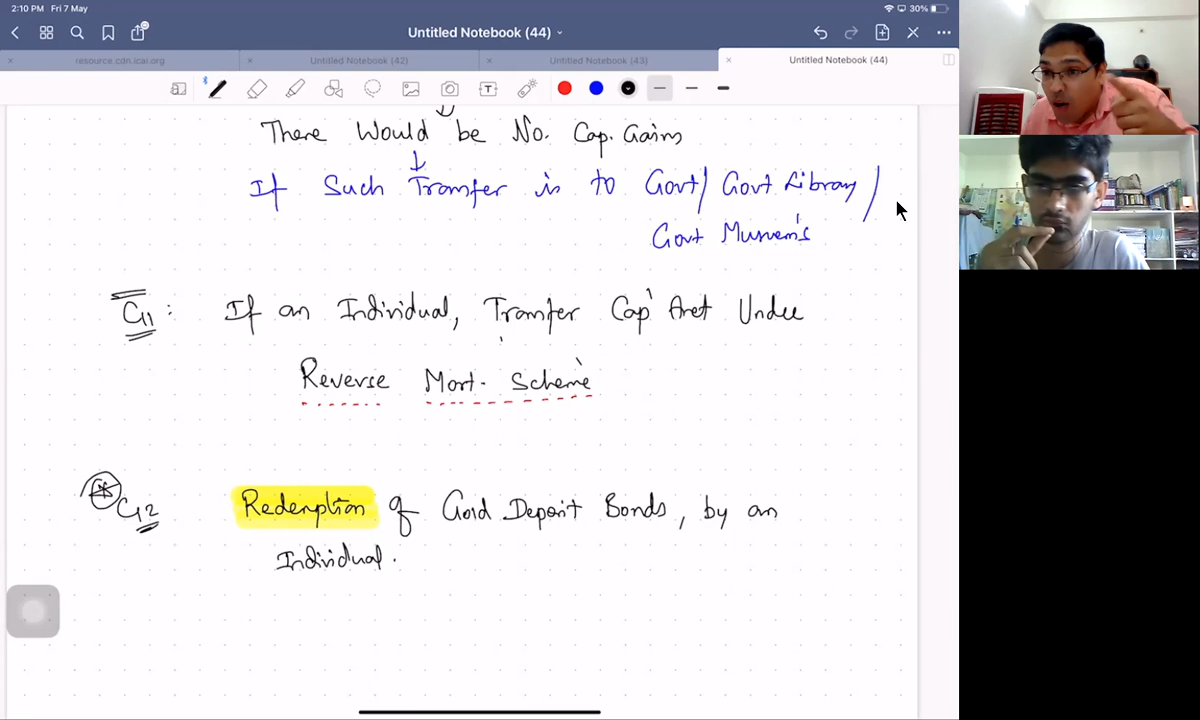 2:10 PM Fri 7 May
30%
Untitled Notebook (44)
resource.cdn.icai.org
Untitled Notebook (42)
Untitled Notebook (43)
Untitled Notebook (44)
There Would be No. Cap. Gains
If Such Transfer is to Govt/ Govt Library/
Govt Museum's
C11: If an Individual, Transfer Cap' Asset Under
Reverse Mort. Scheme
C12 Redemption of Gold Deposit Bonds, by an
Individual.